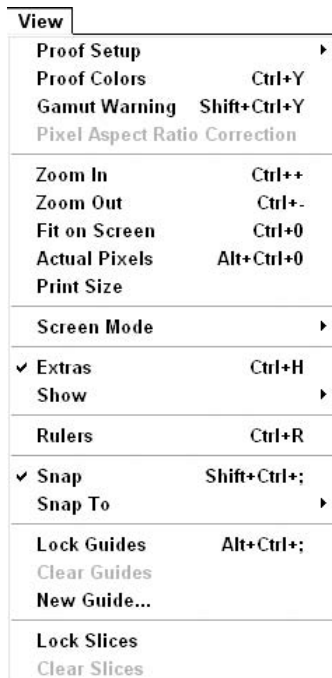 View
Proof Setup
Proof Colors Ctrl+Y
Gamut Warning Shift+Ctrl+Y
Pixel Aspect Ratio Correction
Zoom In Ctrl++
Zoom Out Ctrl+-
Fit on Screen Ctrl+0
Actual Pixels Alt+Ctrl+0
Print Size
Screen Mode
Extras Ctrl+H
Show
Rulers Ctrl+R
Snap Shift+Ctrl+;
Snap To
Lock Guides Alt+Ctrl+;
Clear Guides
New Guide...
Lock Slices
Clear Slices